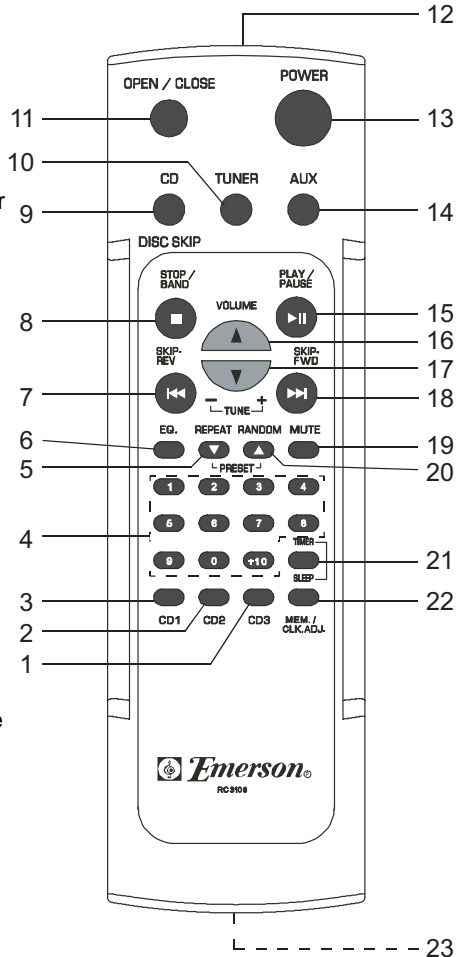 12
OPEN / CLOSE
POWER
11
13
10
CD
TUNER
AUX
r
9
14
DISC SKIP
STOP /
BAND
VOLUME
PLAY /
PAUSE
8
15
16
SKIP-
REV
SKIP-
FWD
17
7
18
– TUNE +
6
EQ.
REPEAT
RANDOM
MUTE
19
5
PRESET
20
1 2 3 4
4
5 6 7 8
TIMER
9 0 +10
21
SLEEP
3
22
CD1
CD2
CD3
MEM. /
CLK.ADJ.
2
1
e
Emerson®
RC3106
23